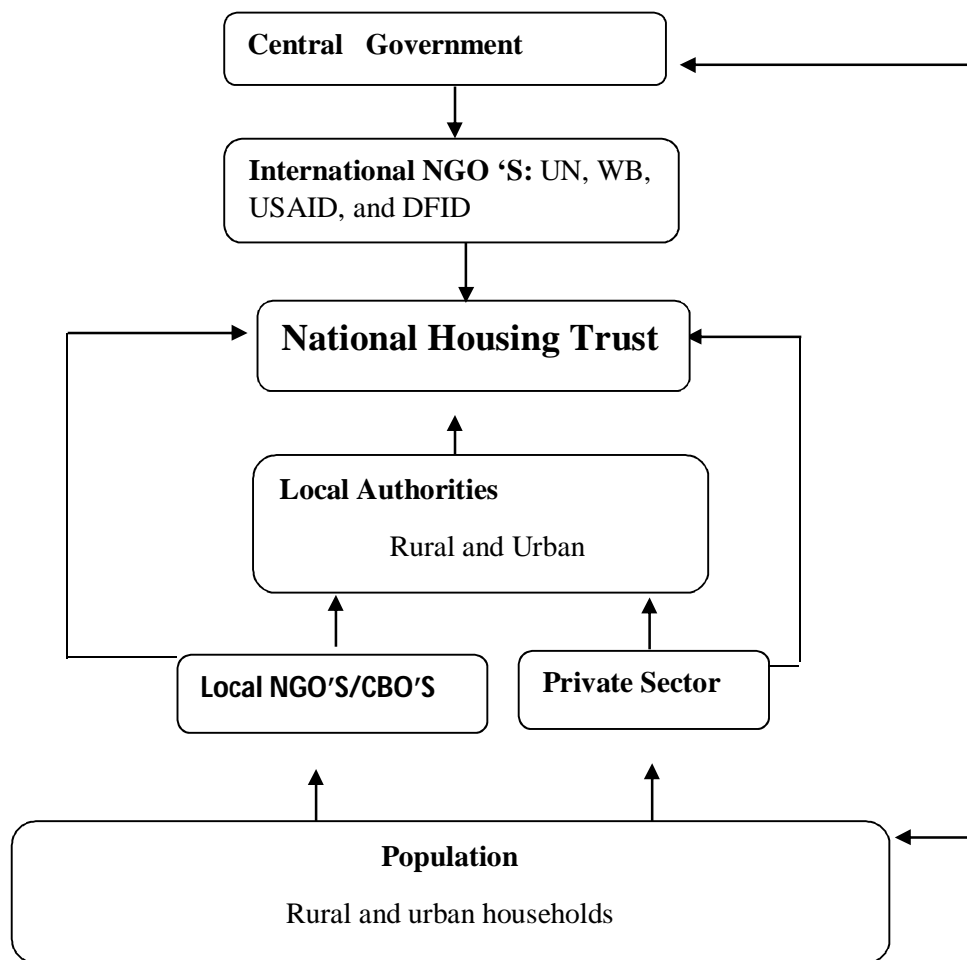 Central Government
International NGO ‘S: UN, WB,
USAID, and DFID
National Housing Trust
Local Authorities
Rural and Urban
Local NGO’S/CBO’S
Private Sector
Population
Rural and urban households